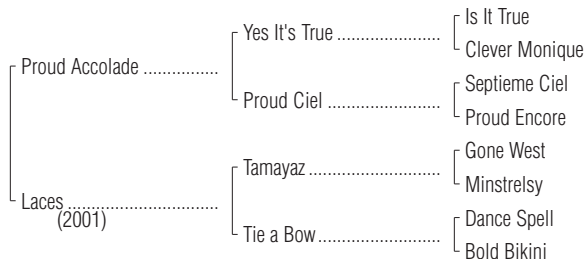 Is It True
Yes It's True ..................
Clever Monique
Proud Accolade ...............
Septieme Ciel
Proud Ciel .....................
Proud Encore
Gone West
Tamayaz ........................
Minstrelsy
Laces ..............................
(2001)
Dance Spell
Tie a Bow......................
Bold Bikini